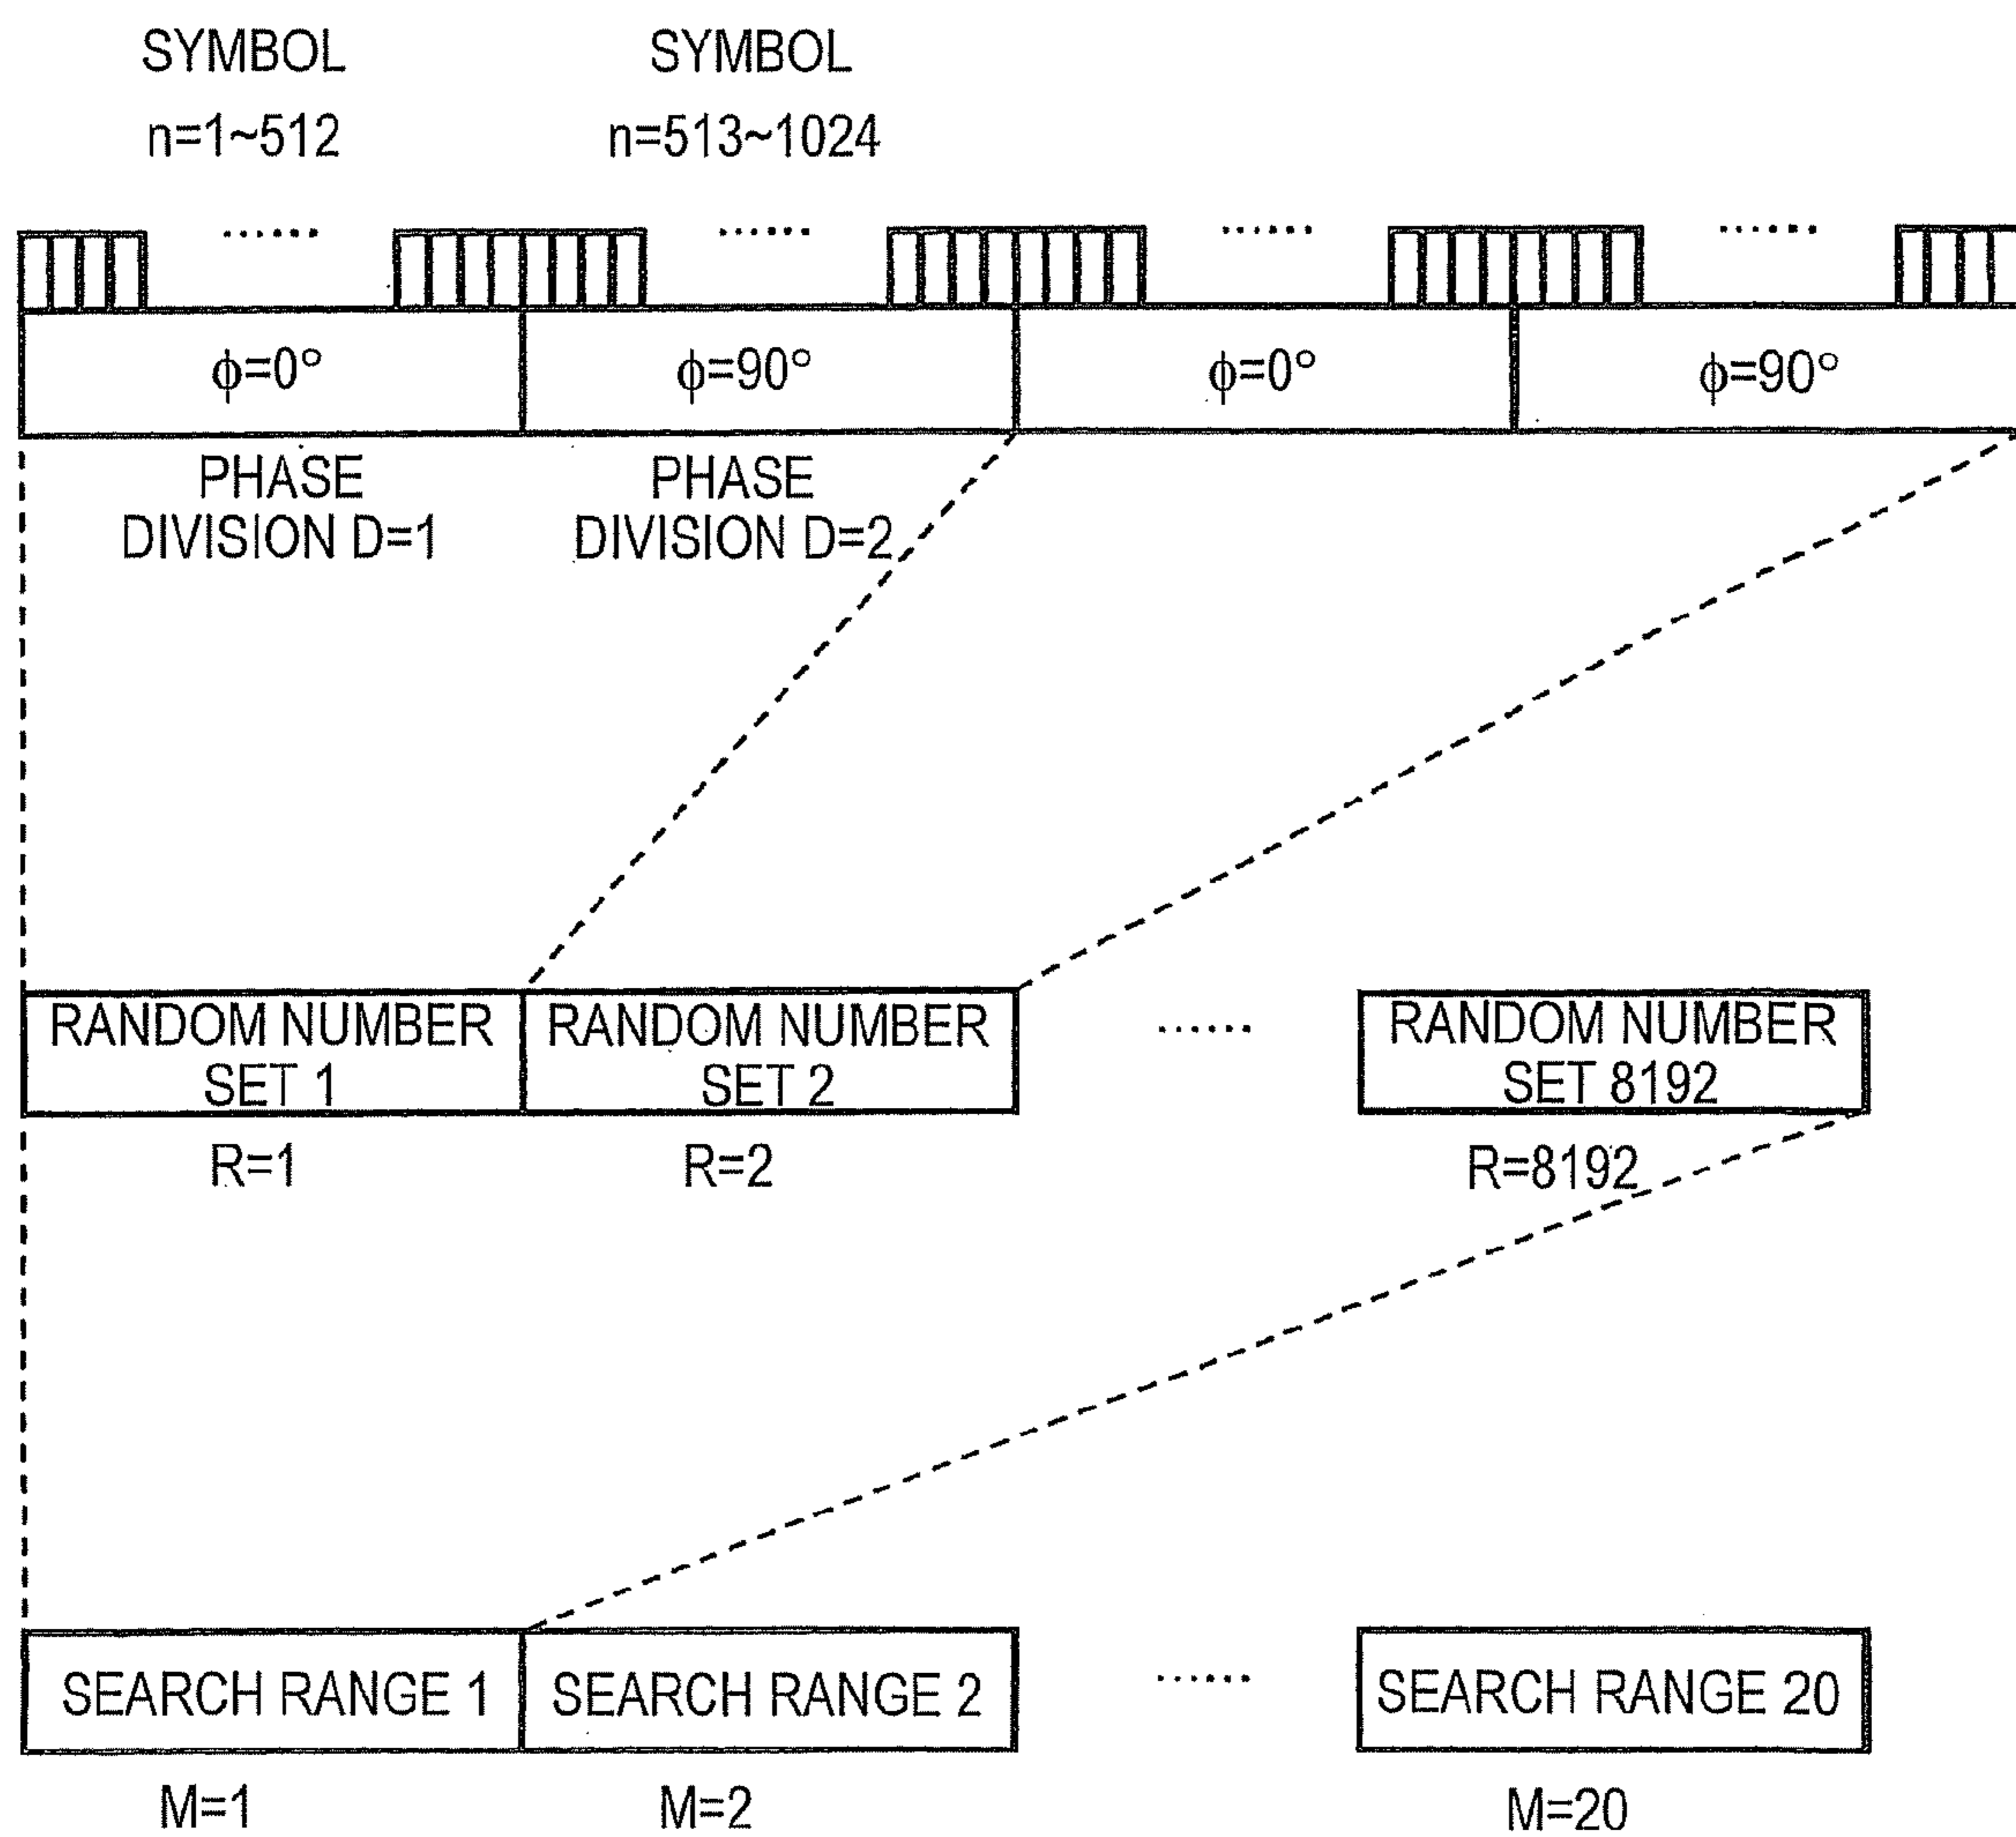 SYMBOL
n=1~512
SYMBOL
n=513~1024
......
......
......
......
ϕ=0°
ϕ=90°
ϕ=0°
ϕ=90°
PHASE
DIVISION D=1
PHASE
DIVISION D=2
RANDOM NUMBER
SET 1
RANDOM NUMBER
SET 2
......
RANDOM NUMBER
SET 8192
R=1
R=2
R=8192
SEARCH RANGE 1
SEARCH RANGE 2
......
SEARCH RANGE 20
M=1
M=2
M=20